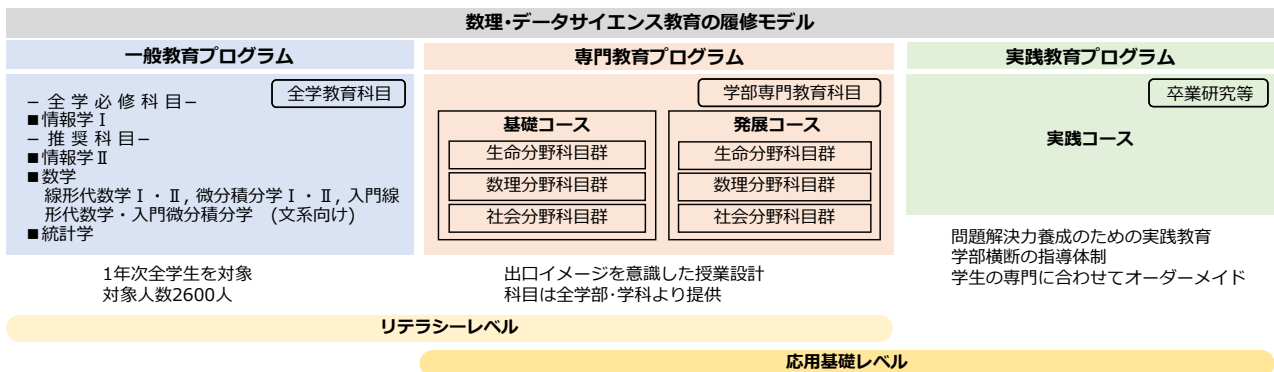 数理・データサイエンス教育の履修モデル
一般教育プログラム
全学教育科目
− 全 学 必 修 科 目−
■情報学Ⅰ
− 推 奨 科 目−
■情報学Ⅱ
■数学
線形代数学Ⅰ・Ⅱ, 微分積分学Ⅰ・Ⅱ, 入門線
形代数学・入門微分積分学 (文系向け)
■統計学
1年次全学生を対象
対象人数2600人
専門教育プログラム
学部専門教育科目
基礎コース
生命分野科目群
数理分野科目群
社会分野科目群
発展コース
生命分野科目群
数理分野科目群
社会分野科目群
出口イメージを意識した授業設計
科目は全学部・学科より提供
実践教育プログラム
卒業研究等
実践コース
問題解決力養成のための実践教育
学部横断の指導体制
学生の専門に合わせてオーダーメイド
リテラシーレベル
応用基礎レベル